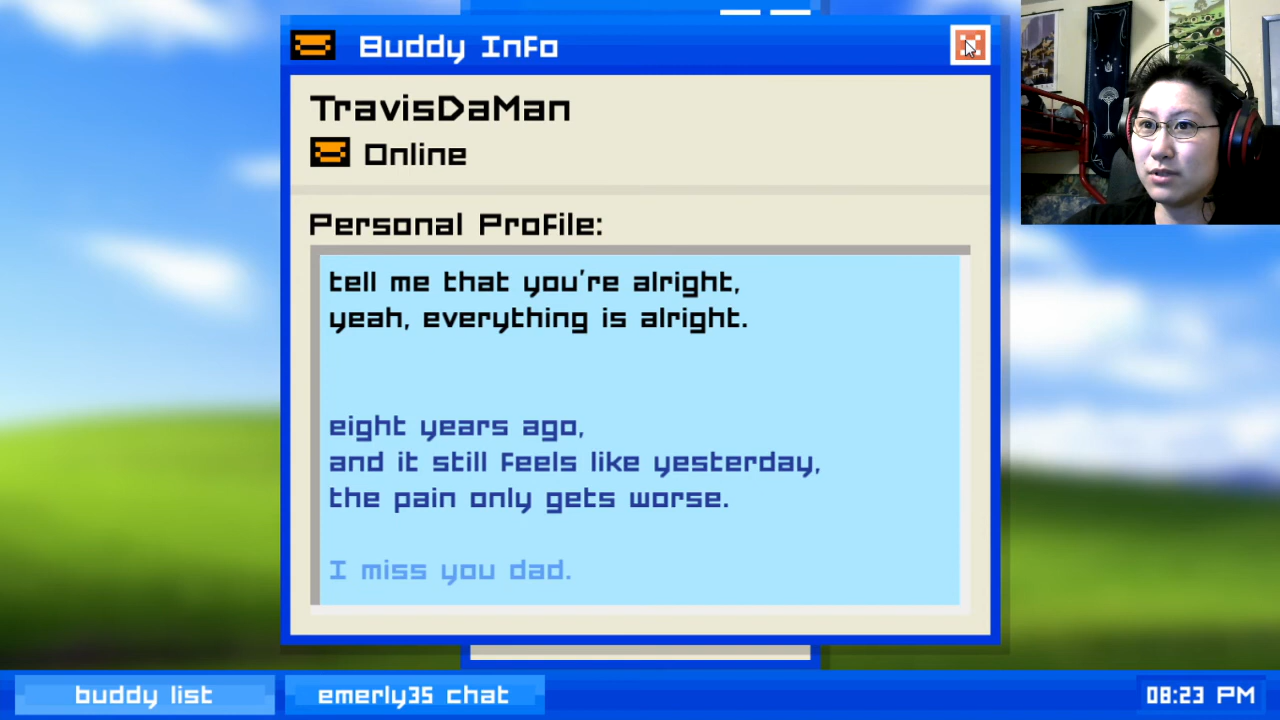 Buddy Info
TravisDaMan
Online
Personal Profile:
tell me that you're alright,
yeah, everything is alright.
eight years ago,
and it still feels like yesterday,
the pain only gets worse.
I miss you dad.
buddy list
emerly35 chat
08:23 PM